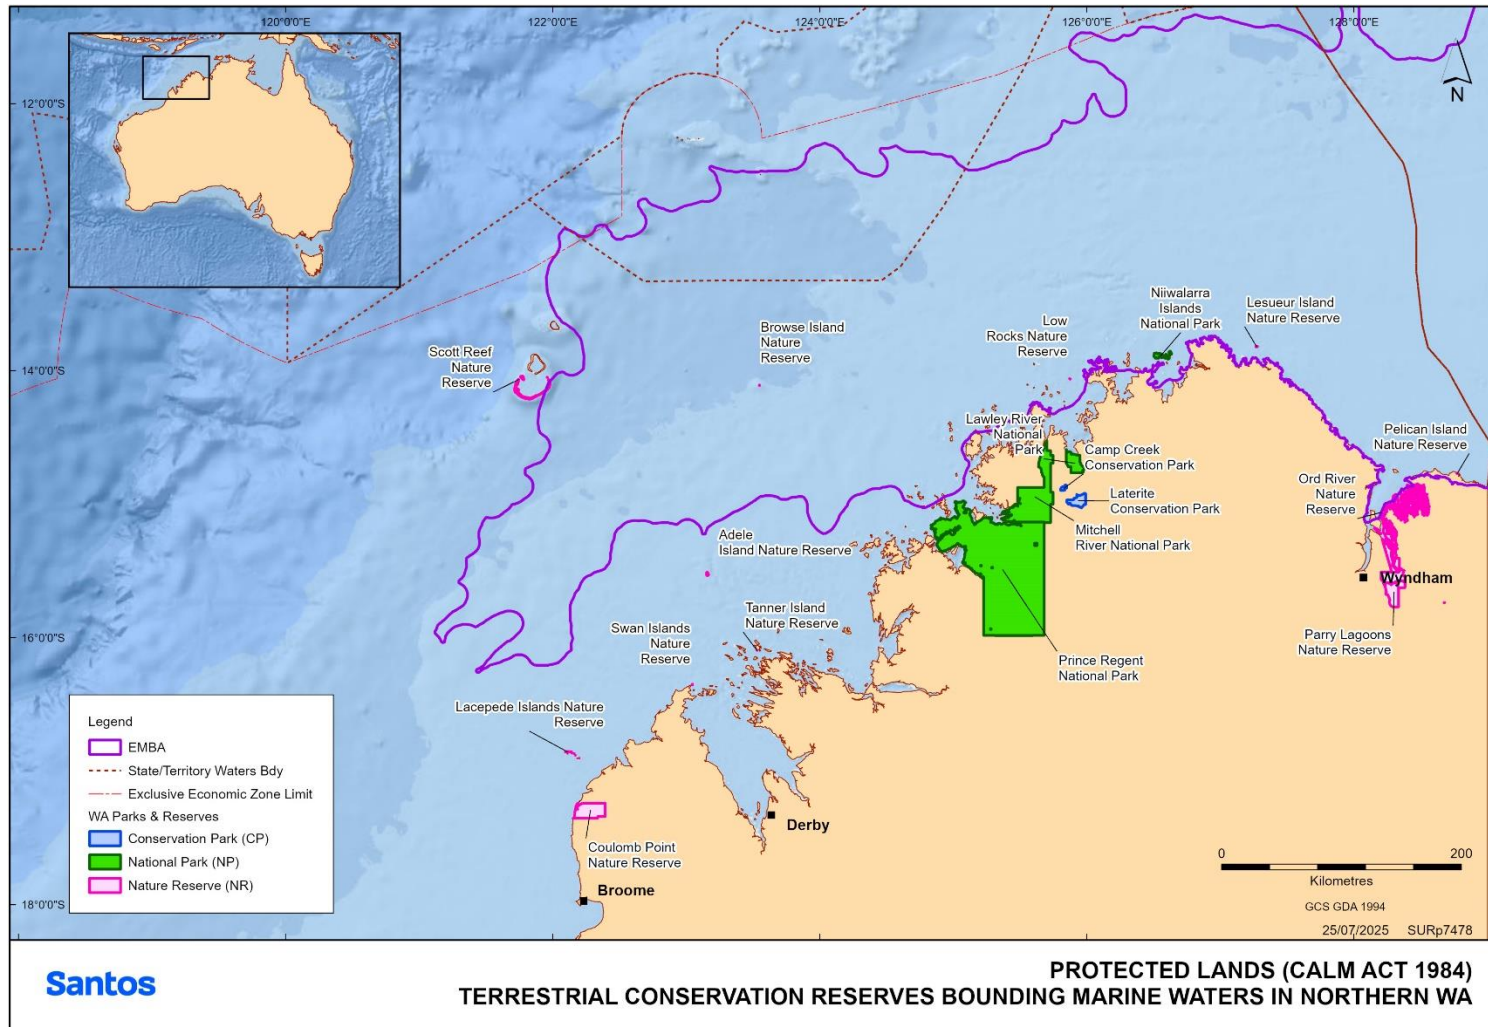 120°0'0"E
122°0'0"E
124°0'0"E
126°0'0"E
128°0'0"E
12°0'0"S
14°0'0"S
16°0'0"S
18°0'0"S
N
Scott Reef
Nature
Reserve
Browse Island
Nature
Reserve
Low
Rocks Nature
Reserve
Niiwalarra
Islands
National Park
Lesueur Island
Nature Reserve
Lawley River
National
Park
Camp Creek
Conservation Park
Laterite
Conservation Park
Mitchell
River National Park
Pelican Island
Nature Reserve
Ord River
Nature
Reserve
Wyndham
Parry Lagoons
Nature Reserve
Prince Regent
National Park
Adele
Island Nature Reserve
Tanner Island
Nature Reserve
Swan Islands
Nature
Reserve
Lacepede Islands Nature
Reserve
Coulomb Point
Nature Reserve
Derby
Broome
Legend
EMBA
State/Territory Waters Bdy
Exclusive Economic Zone Limit
WA Parks & Reserves
Conservation Park (CP)
National Park (NP)
Nature Reserve (NR)
0 200
Kilometres
GCS GDA 1994
25/07/2025 SURp7478
Santos
PROTECTED LANDS (CALM ACT 1984)
TERRESTRIAL CONSERVATION RESERVES BOUNDING MARINE WATERS IN NORTHERN WA